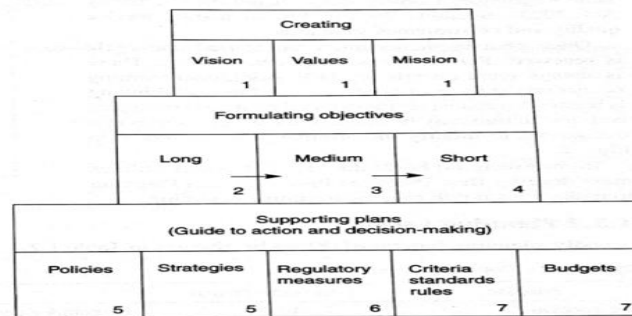 Creating
Vision Values Mission
1 1 1
Formulating objectives
Long Medium Short
2 3 4
Supporting plans
(Guide to action and decision-making)
Policies Strategies Regulatory measures Criteria standards rules Budgets
5 5 6 7 7